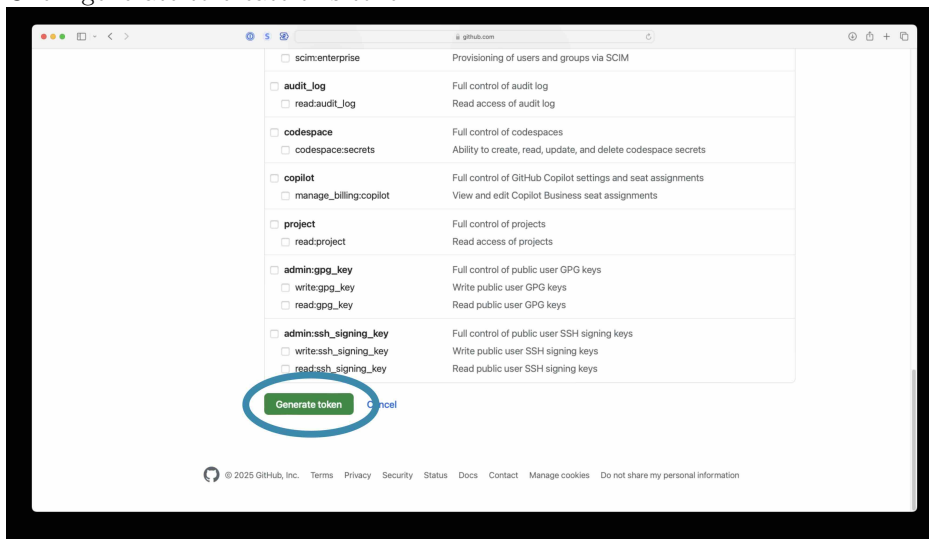 S
github.com
scim:enterprise Provisioning of users and groups via SCIM
audit_log Full control of audit log
read:audit_log Read access of audit log
codespace Full control of codespaces
codespace:secrets Ability to create, read, update, and delete codespace secrets
copilot Full control of GitHub Copilot settings and seat assignments
manage_billing:copilot View and edit Copilot Business seat assignments
project Full control of projects
read:project Read access of projects
admin:gpg_key Full control of public user GPG keys
write:gpg_key Write public user GPG keys
read:gpg_key Read public user GPG keys
admin:ssh_signing_key Full control of public user SSH signing keys
write:ssh_signing_key Write public user SSH signing keys
read:ssh_signing_key Read public user SSH signing keys
Generate token Cancel
© 2025 GitHub, Inc. Terms Privacy Security Status Docs Contact Manage cookies Do not share my personal information